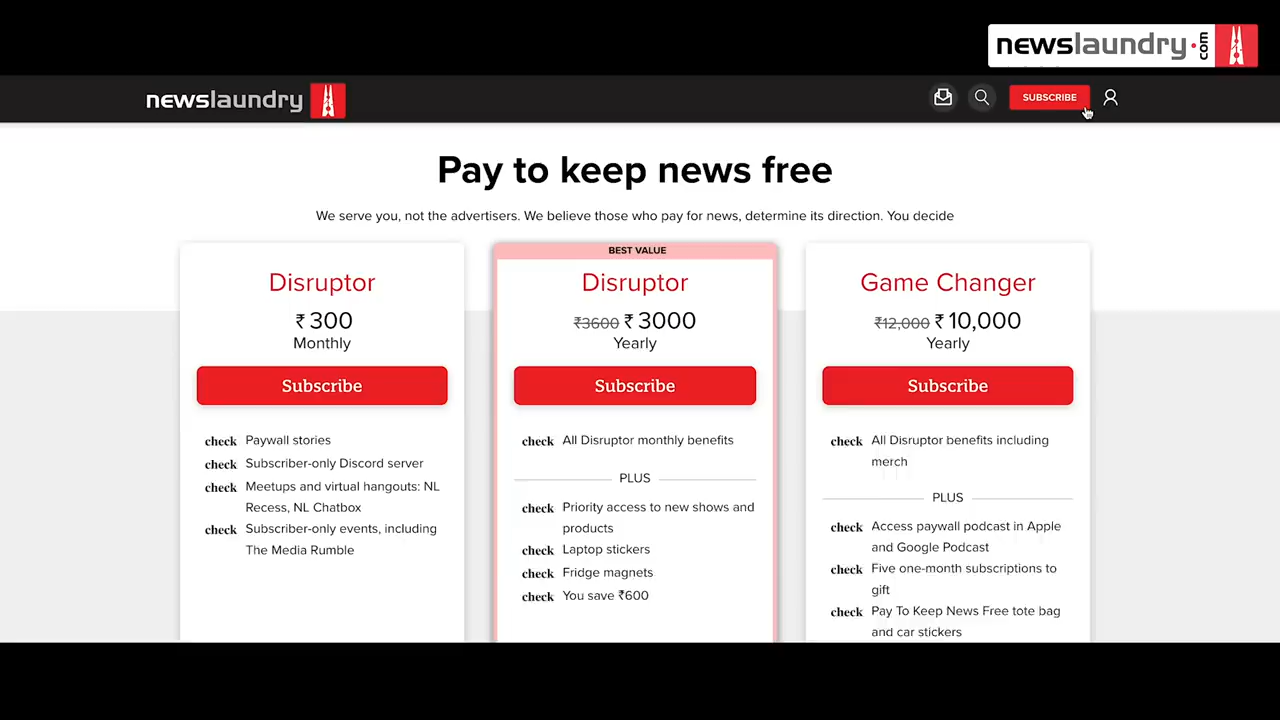 newslaundry.com
newslaundry
SUBSCRIBE
Pay to keep news free
We serve you, not the advertisers. We believe those who pay for news, determine its direction. You decide
Disruptor
₹ 300
Monthly
Subscribe
check Paywall stories
check Subscriber-only Discord server
check Meetups and virtual hangouts: NL
Recess, NL Chatbox
check Subscriber-only events, including
The Media Rumble
BEST VALUE
Disruptor
₹3600 ₹ 3000
Yearly
Subscribe
check All Disruptor monthly benefits
PLUS
check Priority access to new shows and
products
check Laptop stickers
check Fridge magnets
check You save ₹600
Game Changer
₹12,000 ₹ 10,000
Yearly
Subscribe
check All Disruptor benefits including
merch
PLUS
check Access paywall podcast in Apple
and Google Podcast
check Five one-month subscriptions to
gift
check Pay To Keep News Free tote bag
and car stickers